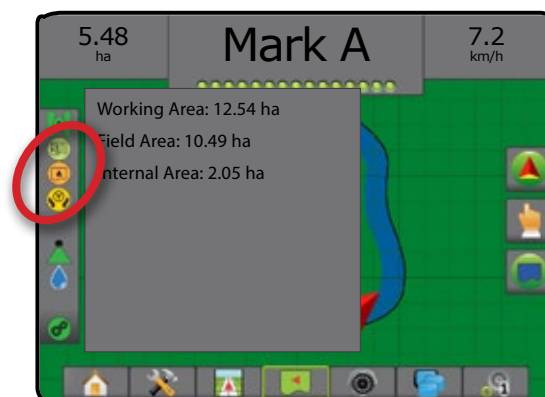 5.48
ha
Mark A
7.2
km/h
Working Area: 12.54 ha
Field Area: 10.49 ha
Internal Area: 2.05 ha
1